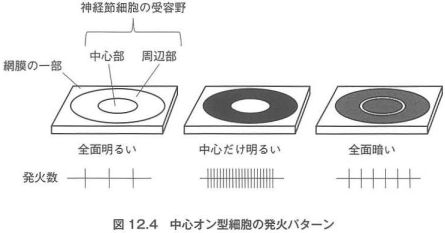 神経節細胞の受容野
中心部 周辺部
網膜の一部
全面明るい 中心だけ明るい 全面暗い
発火数
図 12.4 中心オン型細胞の発火パターン